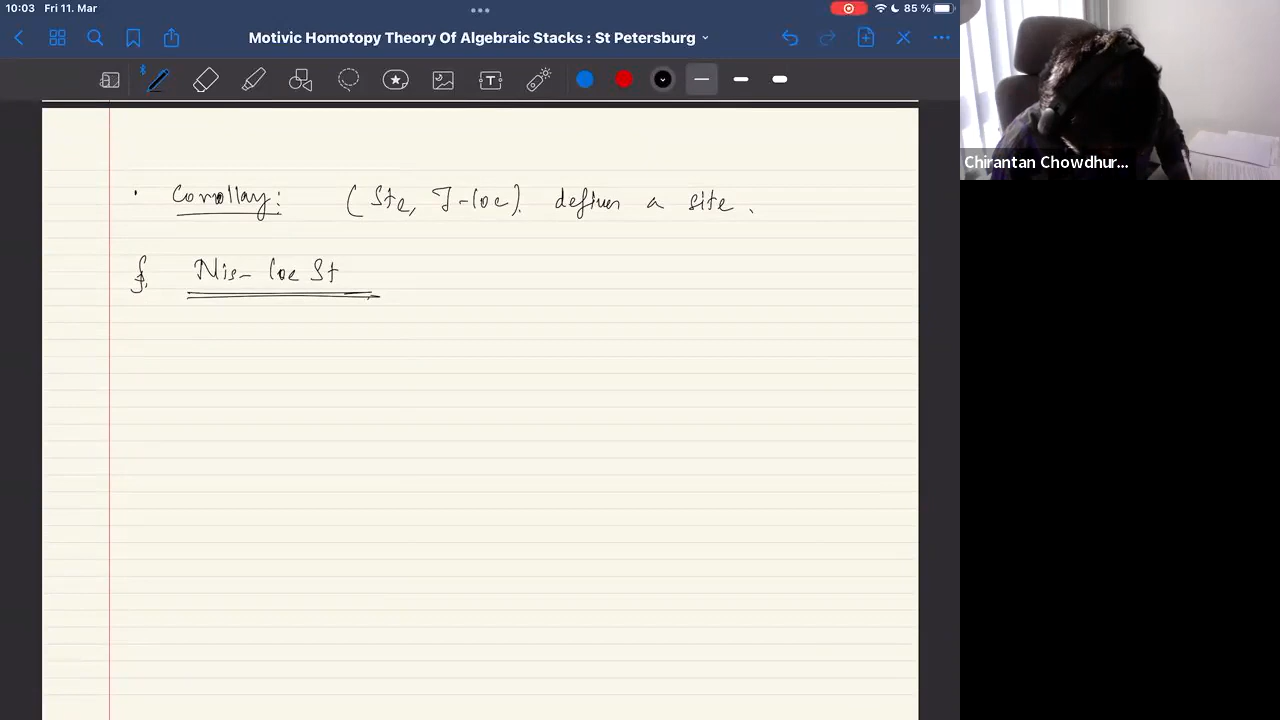 10:03 Fri 11. Mar
85 %
Motivic Homotopy Theory Of Algebraic Stacks : St Petersburg
Chirantan Chowdhur...
· Corollay: (Ste, T-loc). defines a site.
§. Nis- loc St